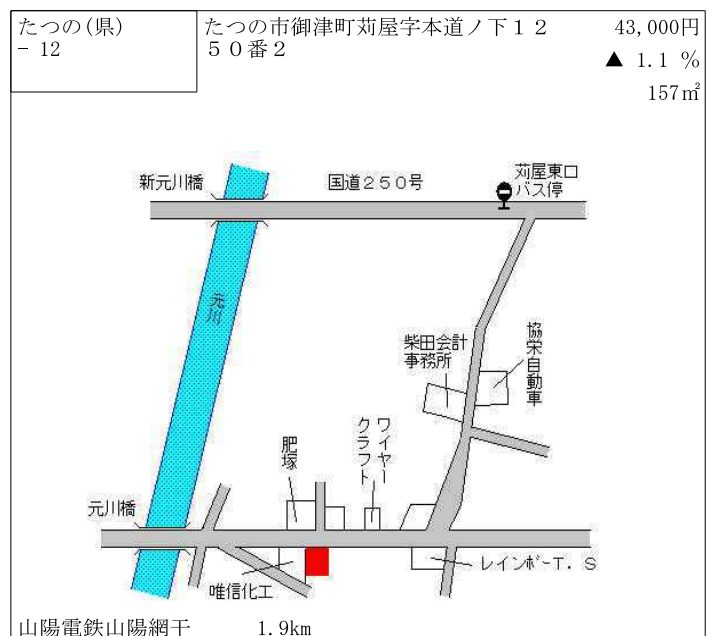 たつの(県)
- 12
たつの市御津町苅屋字本道ノ下１２
５０番２
43,000円
▲ 1.1 %
157㎡
新元川橋
国道２５０号
苅屋東口
バス停
元川
柴田会計
事務所
協栄自動車
ワイヤー
クラフト
肥塚
元川橋
唯信化工
レインボーＴ．Ｓ
山陽電鉄山陽網干 1.9km